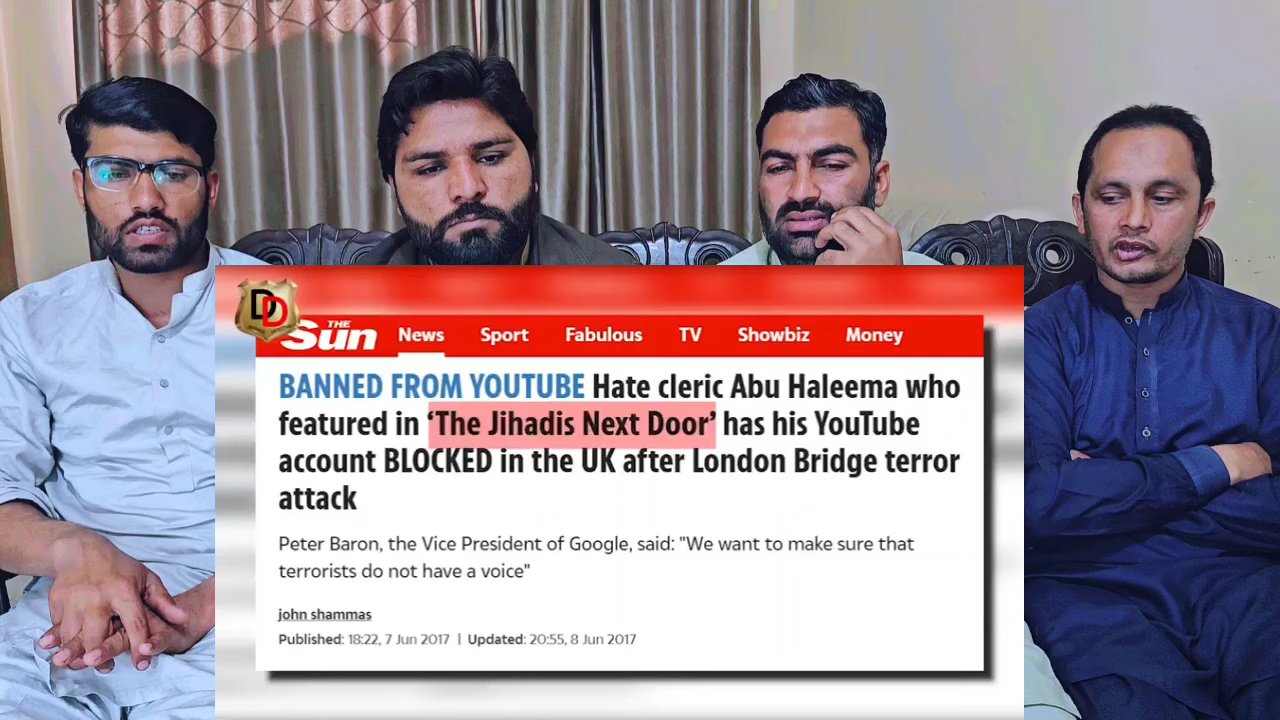 DD
THE
Sun
News Sport Fabulous TV Showbiz Money
BANNED FROM YOUTUBE Hate cleric Abu Haleema who
featured in ‘The Jihadis Next Door’ has his YouTube
account BLOCKED in the UK after London Bridge terror
attack
Peter Baron, the Vice President of Google, said: "We want to make sure that
terrorists do not have a voice"
john shammas
Published: 18:22, 7 Jun 2017 | Updated: 20:55, 8 Jun 2017